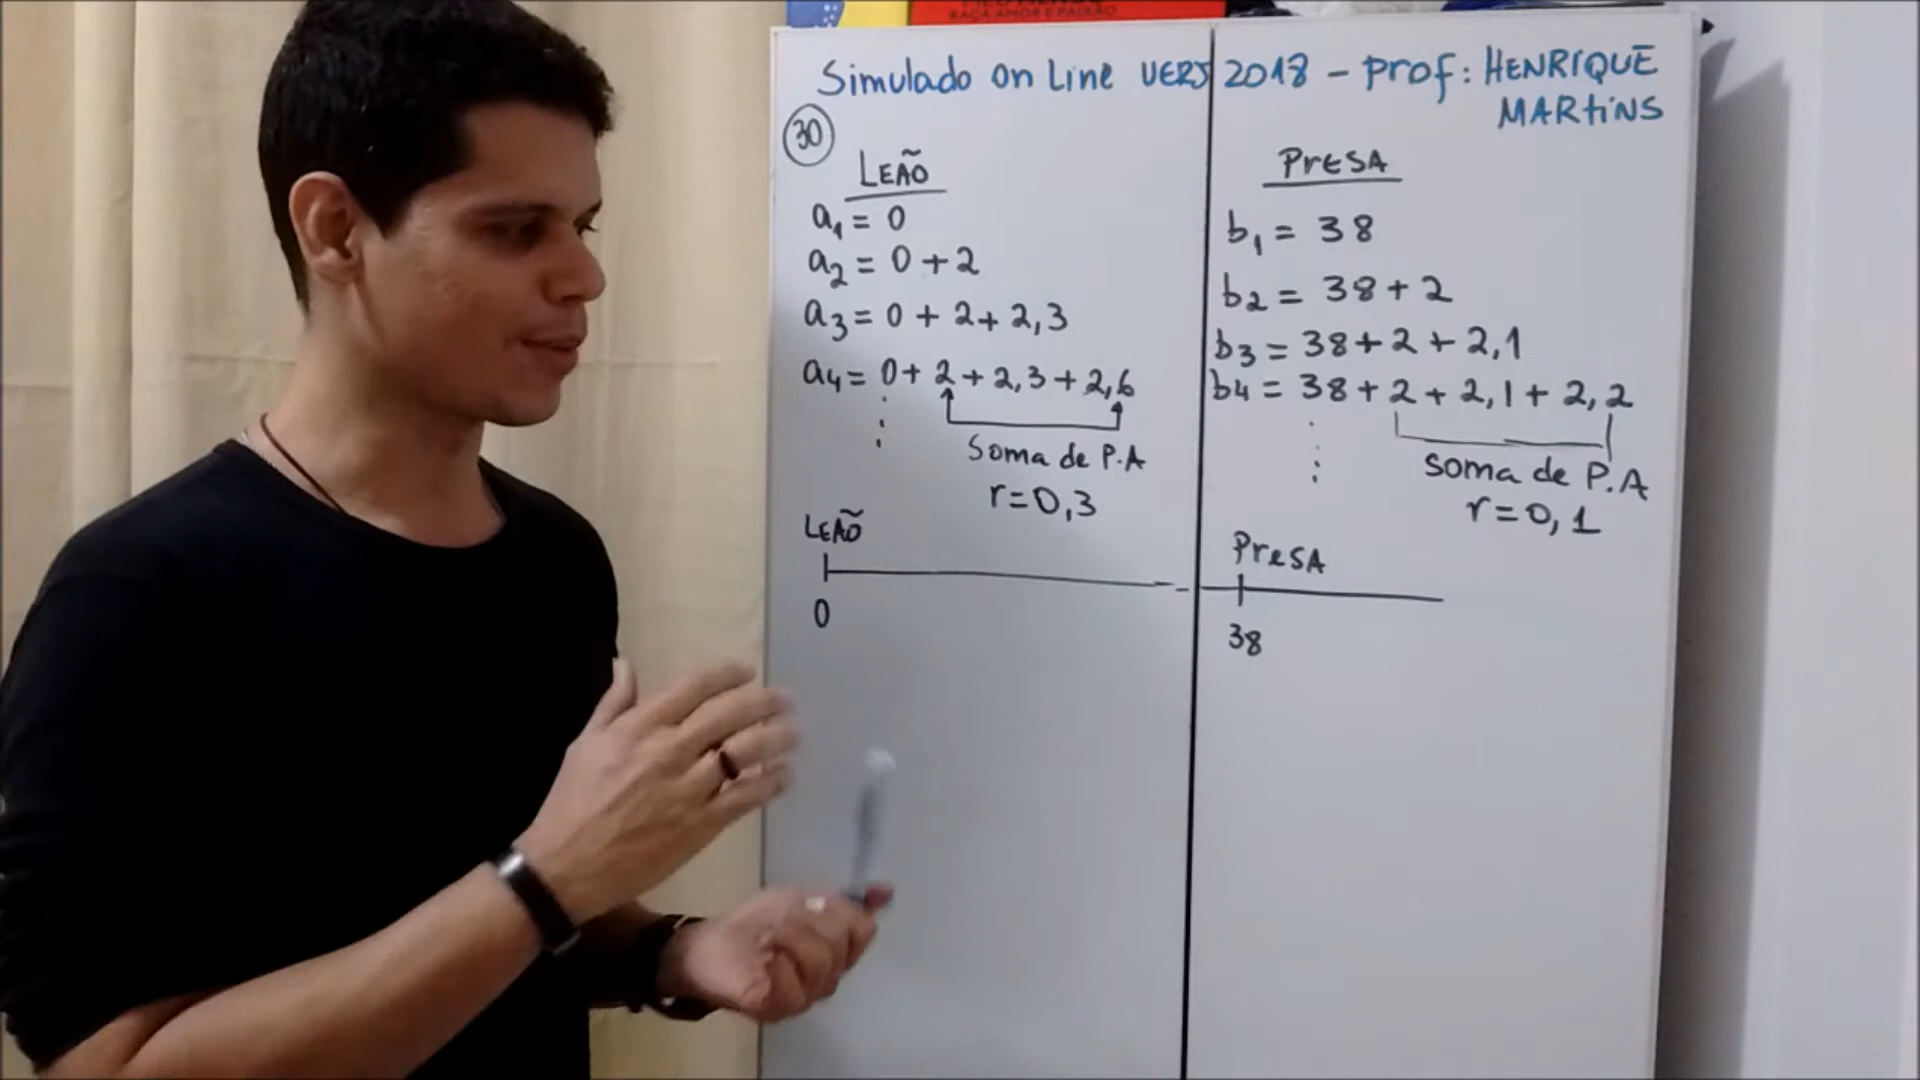 RAÇA AMOR E PAIXÃO
Simulado on Line UERJ 2018 - Prof: HENRIQUE
MARTINS
30
LEÃO
a1 = 0
a2 = 0 + 2
a3 = 0 + 2 + 2,3
a4 = 0 + 2 + 2,3 + 2,6
Soma de P.A
r = 0,3
PRESA
b1 = 38
b2 = 38 + 2
b3 = 38 + 2 + 2,1
b4 = 38 + 2 + 2,1 + 2,2
Soma de P.A
r = 0,1
LEÃO
0
PRESA
38